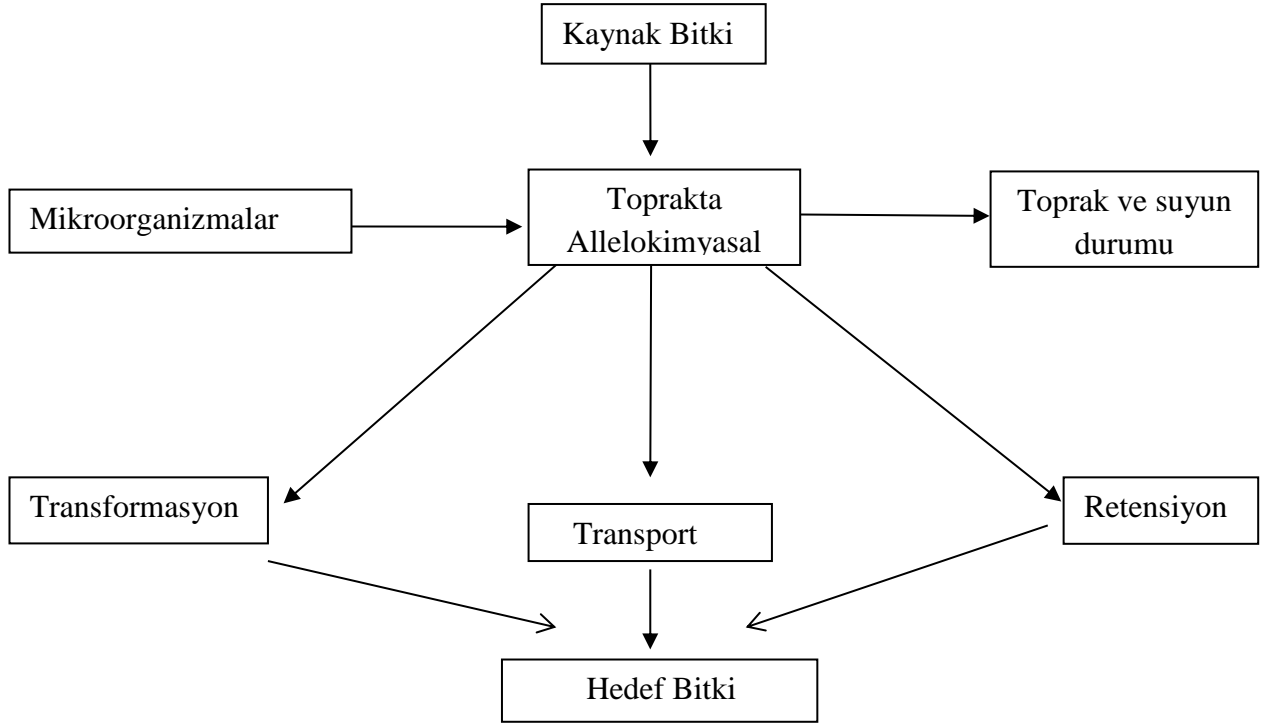 Kaynak Bitki
Mikroorganizmalar
Toprakta
Allelokimyasal
Toprak ve suyun
durumu
Transformasyon
Transport
Retensiyon
Hedef Bitki